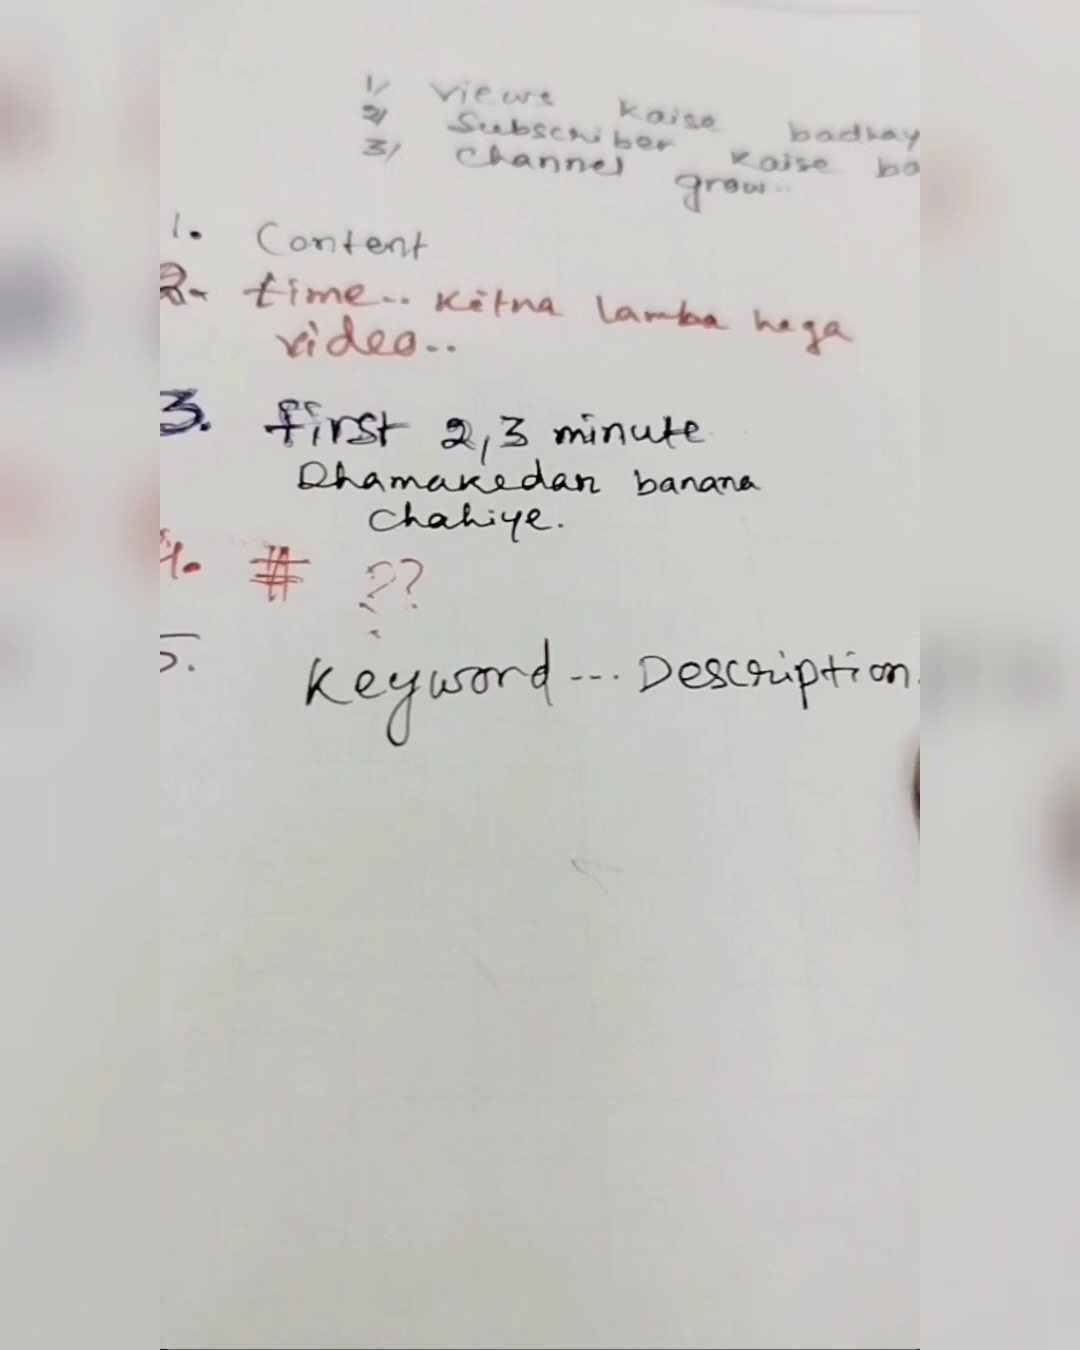 1/ Views kaise badhay
2/ Subscriber kaise ba
3/ Channel grow..
1. Content
2. time.. Kitna lamba hoga
video..
3. first 2,3 minute
Dhamakedar banana
Chahiye.
4. # ??
5. Keyword --- Description.